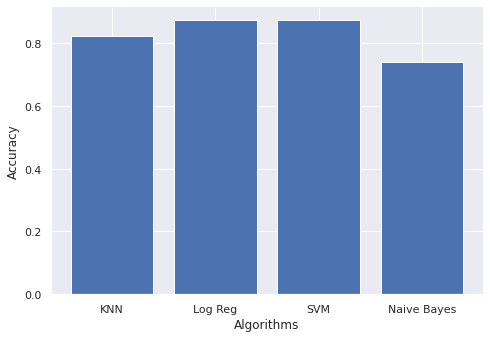 0.8
0.6
0.4
0.2
0.0
Accuracy
KNN
Log Reg
SVM
Naive Bayes
Algorithms